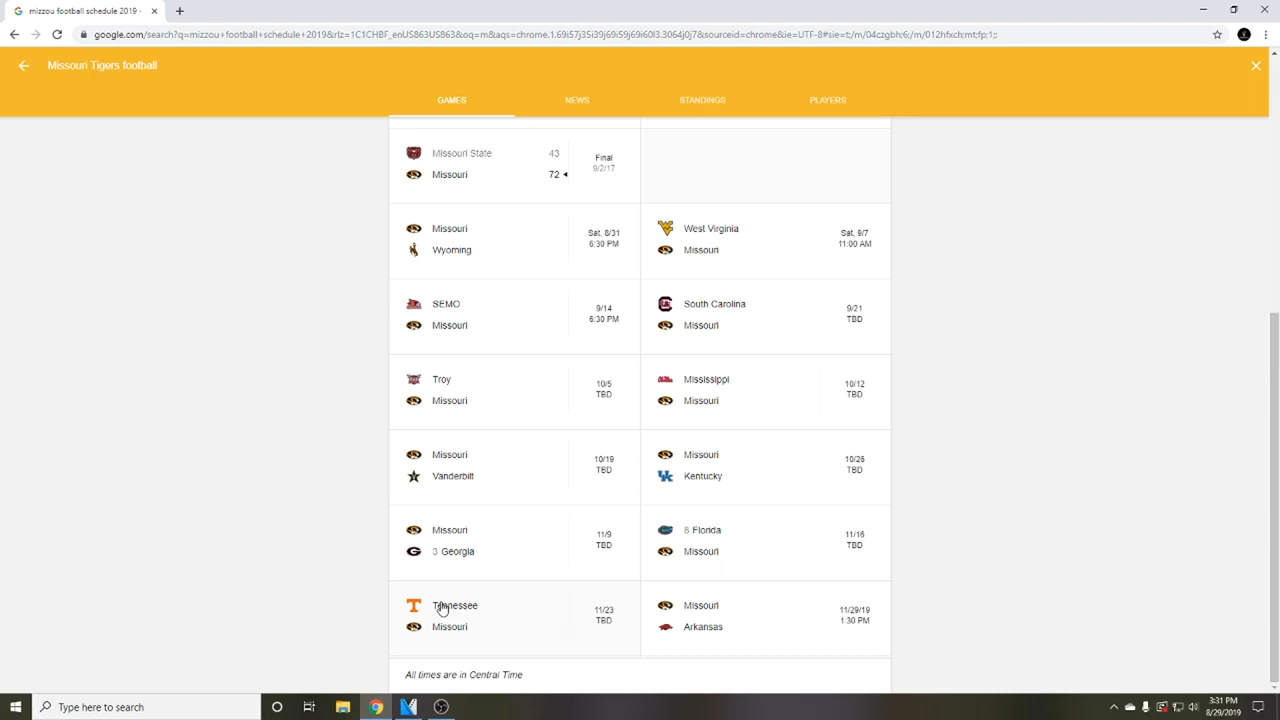 mizzou football schedule 2019 -
google.com/search?q=mizzou+football+schedule+2019&rlz=1C1CHBF_enUS863US863&oq=m&aqs=chrome.1.69i57j35i39j69i59j69i60l3.3064j0j7&sourceid=chrome&ie=UTF-8#sie=t;/m/04czgbh;6;/m/012hfxch;mt;fp;1;;
Missouri Tigers football
GAMES NEWS STANDINGS PLAYERS
Missouri State 43
Missouri 72
Final
9/2/17
Missouri
Wyoming
Sat, 8/31
6:30 PM
West Virginia
Missouri
Sat, 9/7
11:00 AM
SEMO
Missouri
9/14
6:30 PM
South Carolina
Missouri
9/21
TBD
Troy
Missouri
10/5
TBD
Mississippi
Missouri
10/12
TBD
Missouri
Vanderbilt
10/19
TBD
Missouri
Kentucky
10/26
TBD
Missouri
3 Georgia
11/9
TBD
8 Florida
Missouri
11/16
TBD
Tennessee
Missouri
11/23
TBD
Missouri
Arkansas
11/29/19
1:30 PM
All times are in Central Time
Type here to search
3:31 PM
8/29/2019